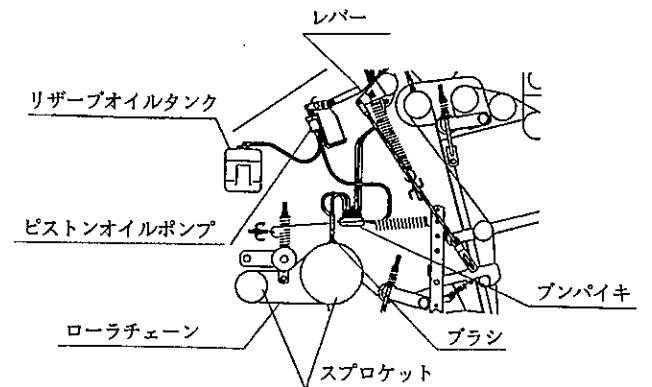 レバー
リザーブオイルタンク
ピストンオイルポンプ
ブンパイキ
ローラチェーン
ブラシ
スプロケット